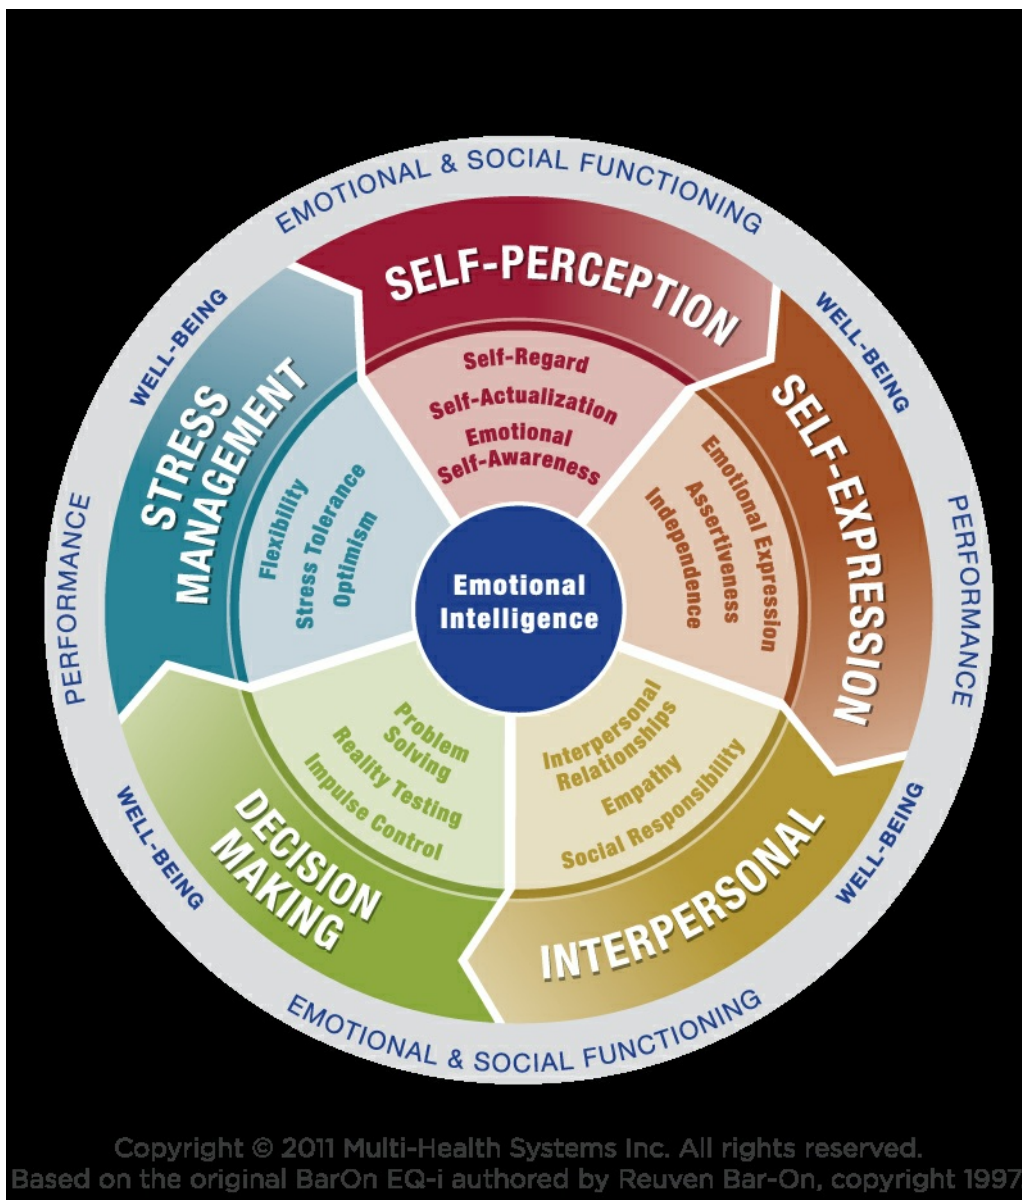 EMOTIONAL & SOCIAL FUNCTIONING
WELL-BEING
WELL-BEING
PERFORMANCE
PERFORMANCE
WELL-BEING
WELL-BEING
EMOTIONAL & SOCIAL FUNCTIONING
SELF-PERCEPTION
Self-Regard
Self-Actualization
Emotional
Self-Awareness
SELF-EXPRESSION
Emotional Expression
Assertiveness
Independence
INTERPERSONAL
Interpersonal
Relationships
Empathy
Social Responsibility
DECISION
MAKING
Problem
Solving
Reality Testing
Impulse Control
STRESS
MANAGEMENT
Flexibility
Stress Tolerance
Optimism
Emotional
Intelligence
Copyright © 2011 Multi-Health Systems Inc. All rights reserved.
Based on the original BarOn EQ-i authored by Reuven Bar-On, copyright 1997